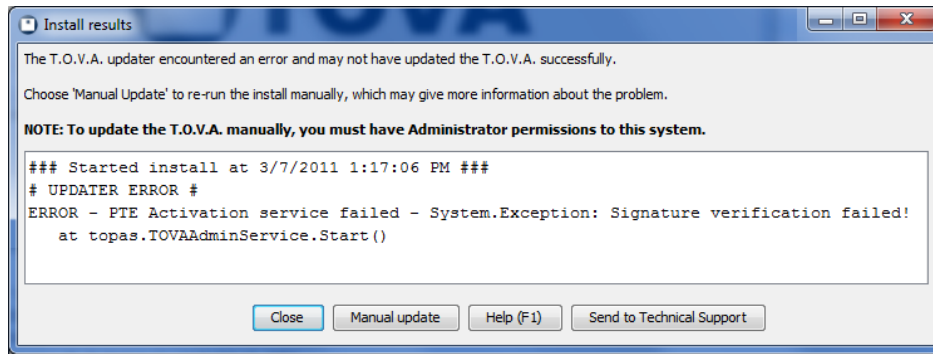 TOVA
Install results
The T.O.V.A. updater encountered an error and may not have updated the T.O.V.A. successfully.
Choose 'Manual Update' to re-run the install manually, which may give more information about the problem.
NOTE: To update the T.O.V.A. manually, you must have Administrator permissions to this system.
### Started install at 3/7/2011 1:17:06 PM ###
# UPDATER ERROR #
ERROR - PTE Activation service failed - System.Exception: Signature verification failed!
at topas.TOVAAdminService.Start()
Close Manual update Help (F1) Send to Technical Support